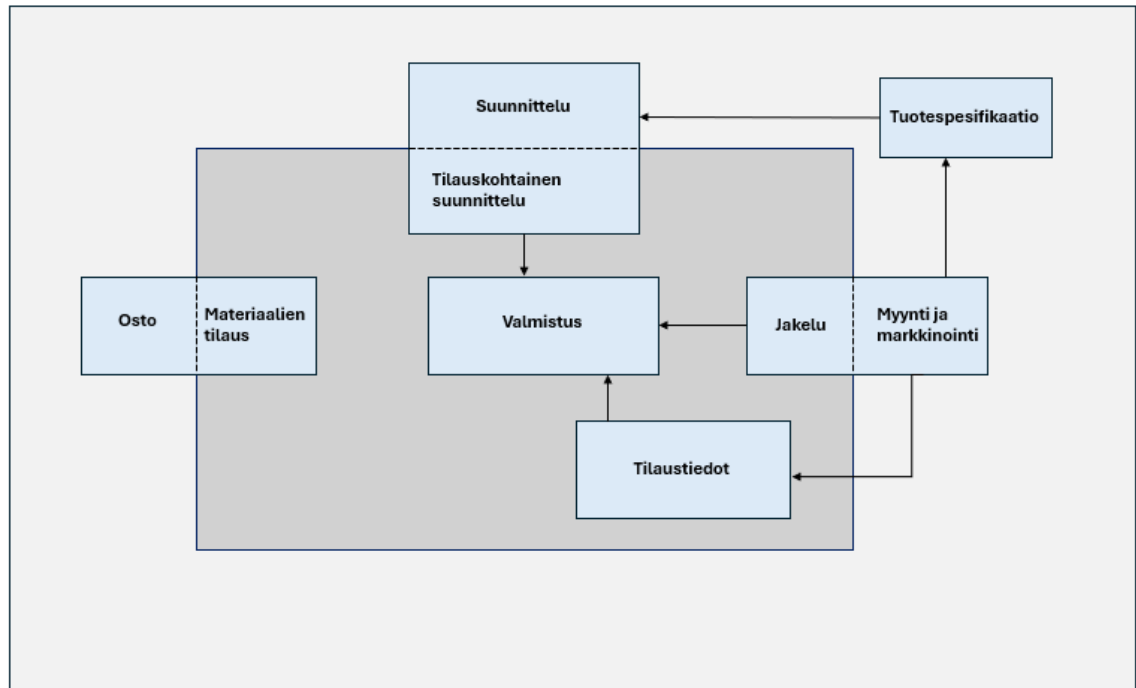 Suunnittelu
Tuotespesifikaatio
Tilauskohtainen
suunnittelu
Osto
Materiaalien
tilaus
Valmistus
Jakelu
Myynti ja
markkinointi
Tilaustiedot